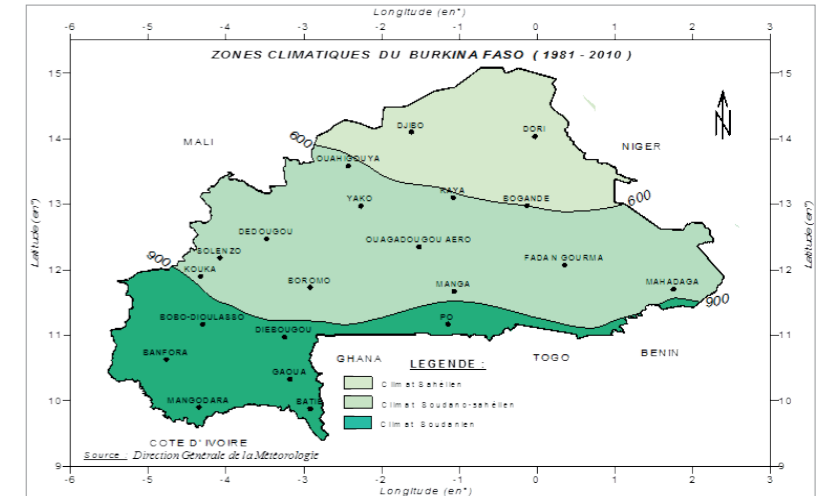 Longitude (en°)
-6 -5 -4 -3 -2 -1 0 1 2 3
ZONES CLIMATIQUES DU BURKINA FASO ( 1981 - 2010 )
15 15
DJIBO DORI
14 14
MALI 600 NIGER
N
OUAHIGOUYA
KAYA BOGANDE 600
YAKO
13 13
Latitude (en°) Latitude (en°)
DEDOUGOU
OUAGADOUGOU AERO
900 SOLENZO
FADA N GOURMA
12 12
KOUKA
BOROMO MANGA MAHADAGA
900
BOBO-DIOULASSO PO
11 11
DIEBOUGOU
BANFORA GHANA TOGO BENIN
LEGENDE :
GAOUA
Climat Sahélien
10 10
MANGODARA BATIE
Climat Soudano-sahélien
Climat Soudanien
COTE D'IVOIRE
Source : Direction Générale de la Météorologie
9 9
-6 -5 -4 -3 -2 -1 0 1 2 3
Longitude (en°)